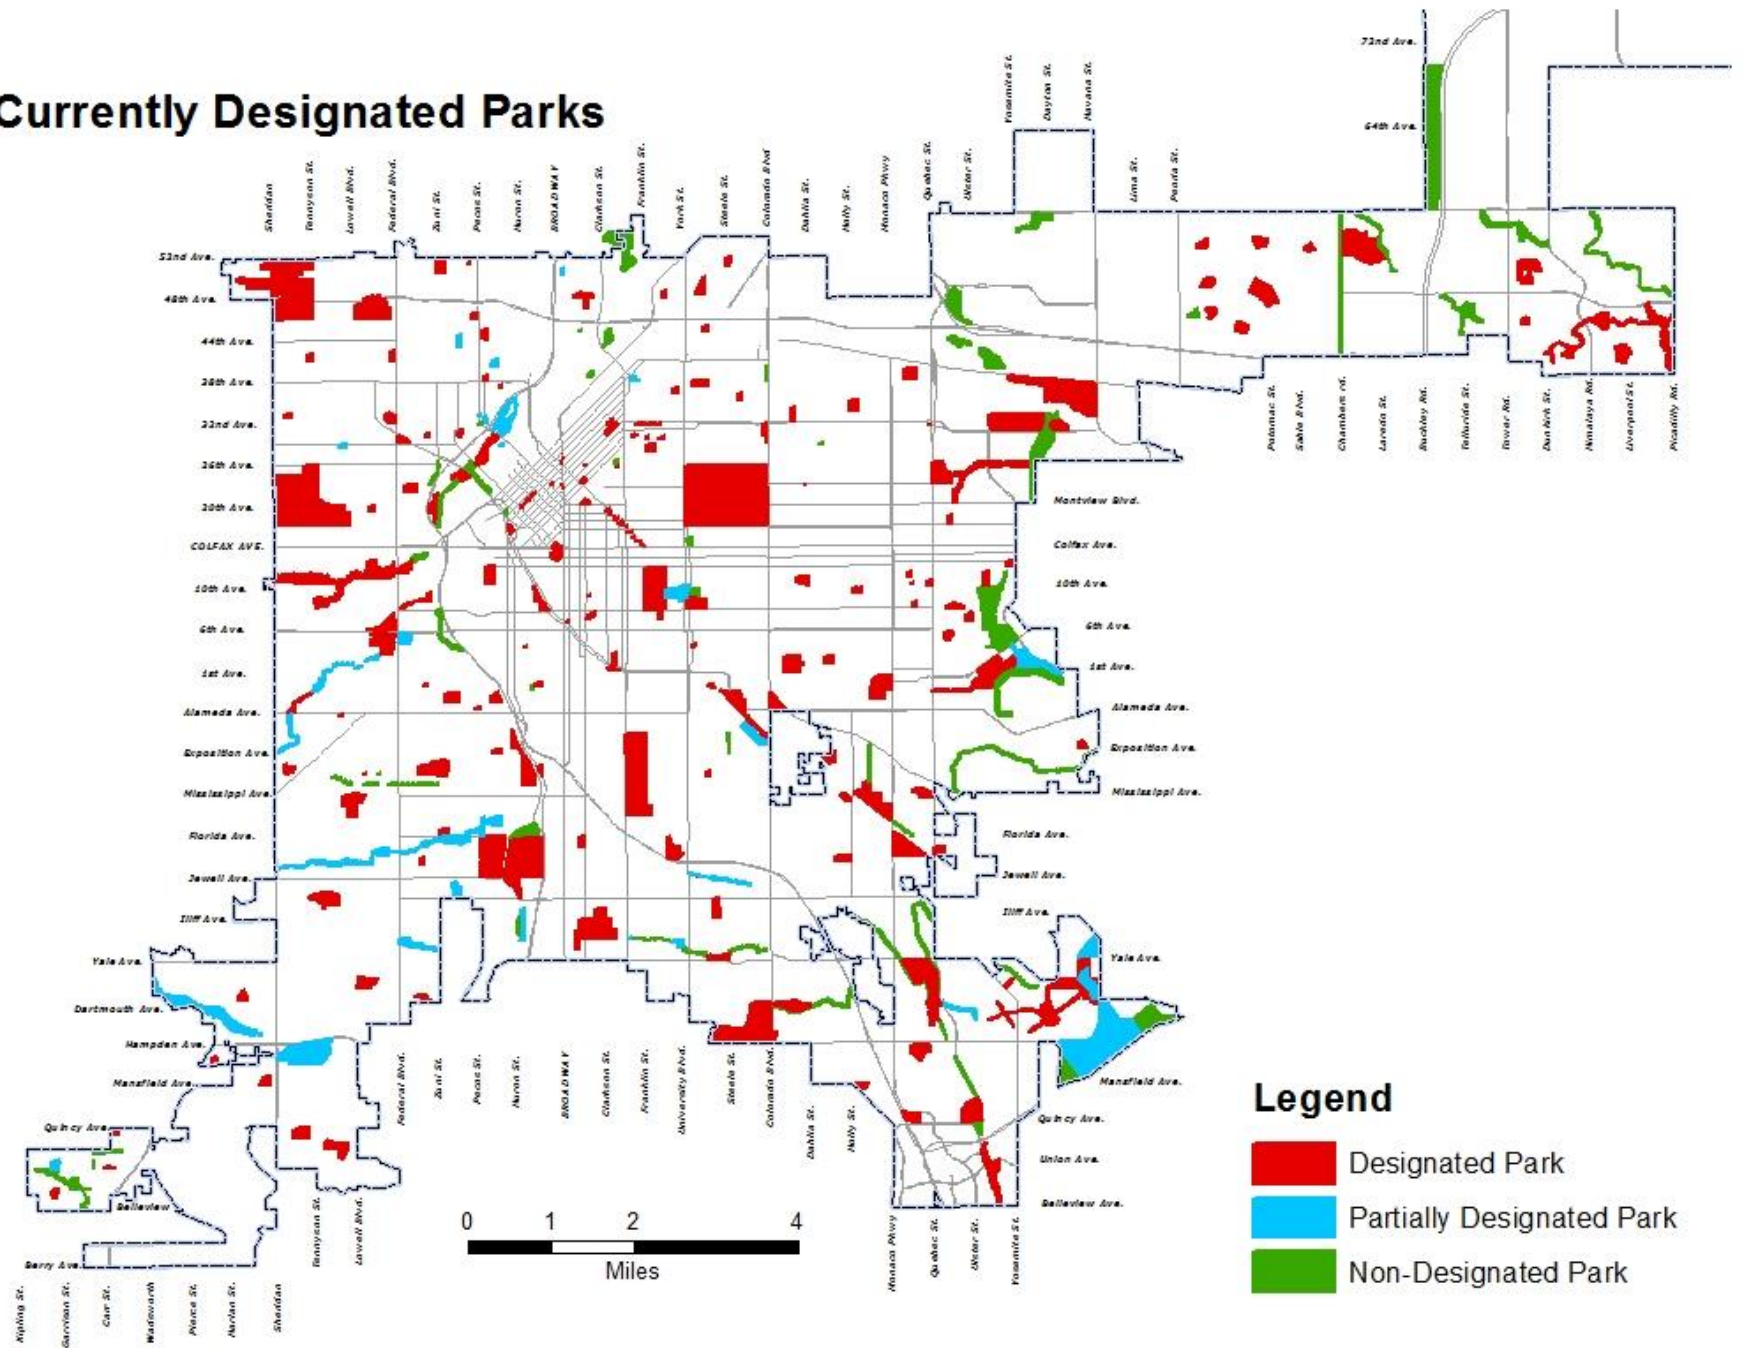 Currently Designated Parks
72nd Ave.
64th Ave.
Yosemite St.
Dayton St.
Havana St.
Sheridan
Tennyson St.
Lowell Blvd.
Federal Blvd.
Zuni St.
Pecos St.
Huron St.
BROADWAY
Clarkson St.
Franklin St.
York St.
Steele St.
Colorado Blvd
Dahlia St.
Holly St.
Monaco Pkwy
Quebec St.
Ulster St.
Lima St.
Peoria St.
52nd Ave.
48th Ave.
44th Ave.
38th Ave.
32nd Ave.
26th Ave.
20th Ave.
COLFAX AVE.
10th Ave.
6th Ave.
1st Ave.
Alameda Ave.
Exposition Ave.
Mississippi Ave.
Florida Ave.
Jewell Ave.
Iliff Ave.
Yale Ave.
Dartmouth Ave.
Hampden Ave.
Mansfield Ave.
Quincy Ave.
Belleview
Berry Ave.
Potomac St.
Sable Blvd.
Chambers rd.
Laredo St.
Buckley Rd.
Telluride St.
Tower Rd.
Dunkirk St.
Himalaya Rd.
Liverpool St.
Picadilly Rd.
Montview Blvd.
Colfax Ave.
10th Ave.
6th Ave.
1st Ave.
Alameda Ave.
Exposition Ave.
Mississippi Ave.
Florida Ave.
Jewell Ave.
Iliff Ave.
Yale Ave.
Mansfield Ave.
Quincy Ave.
Union Ave.
Belleview Ave.
Federal Blvd.
Zuni St.
Pecos St.
Huron St.
BROADWAY
Clarkson St.
Franklin St.
University Blvd.
Steele St.
Colorado Blvd.
Dahlia St.
Holly St.
Monaco Pkwy
Quebec St.
Ulster St.
Yosemite St.
Tennyson St.
Lowell Blvd.
Kipling St.
Garrison St.
Carr St.
Wadsworth
Pierce St.
Harlan St.
Sheridan
0 1 2 4
Miles
Legend
Designated Park
Partially Designated Park
Non-Designated Park